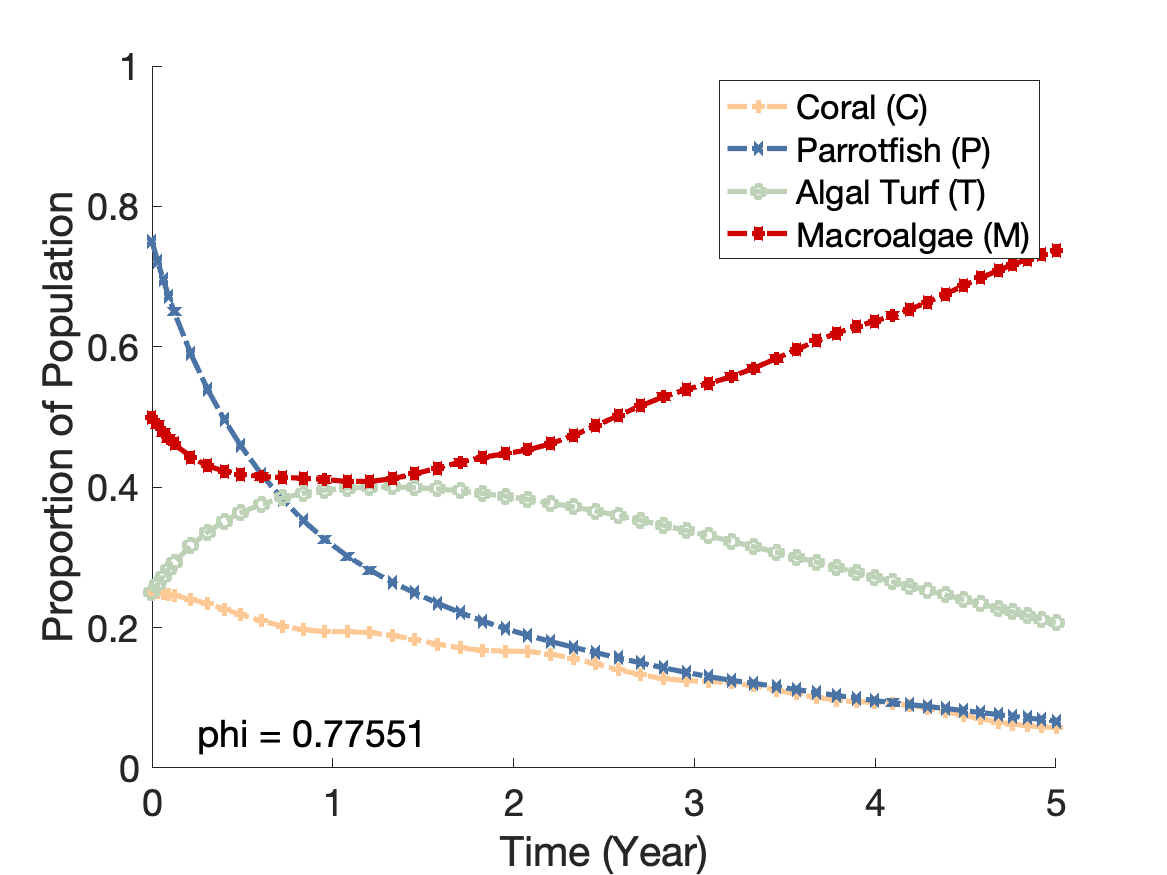 1
0.8
0.6
0.4
0.2
0
Proportion of Population
Coral (C)
Parrotfish (P)
Algal Turf (T)
Macroalgae (M)
phi = 0.77551
0 1 2 3 4 5
Time (Year)